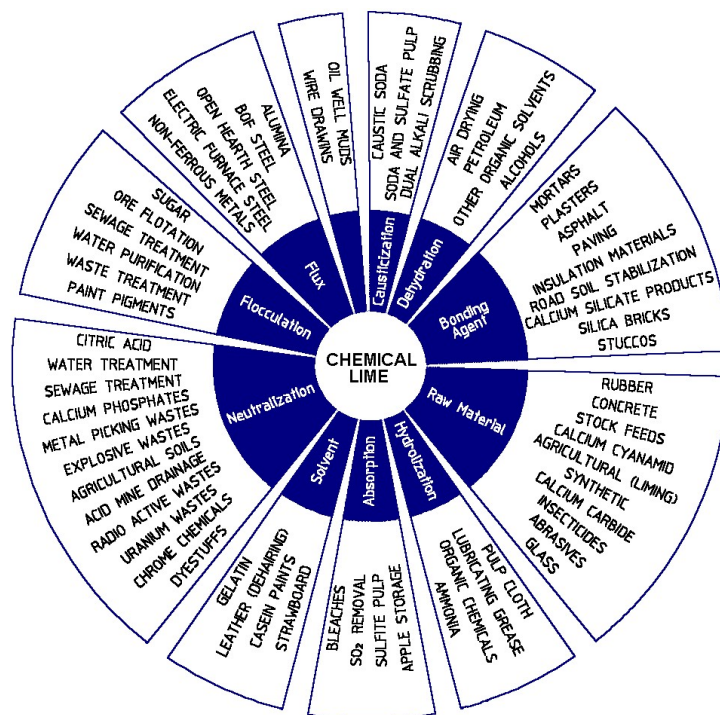 CHEMICAL
LIME
Causticization
CAUSTIC SODA
SODA AND SULFATE PULP
DUAL ALKALI SCRUBBING
Dehydration
AIR DRYING
PETROLEUM
OTHER ORGANIC SOLVENTS
ALCOHOLS
Bonding
Agent
MORTARS
PLASTERS
ASPHALT
PAVING
INSULATION MATERIALS
ROAD SOIL STABILIZATION
CALCIUM SILICATE PRODUCTS
SILICA BRICKS
STUCCOS
Raw Material
RUBBER
CONCRETE
STOCK FEEDS
CALCIUM CYANAMID
AGRICULTURAL (LIMING)
SYNTHETIC
CALCIUM CARBIDE
INSECTICIDES
ABRASIVES
GLASS
Hydrolization
PULP CLOTH
LUBRICATING GREASE
ORGANIC CHEMICALS
AMMONIA
Absorption
BLEACHES
SO₂ REMOVAL
SULFITE PULP
APPLE STORAGE
Solvent
GELATIN
LEATHER (DEHAIRING)
CASEIN PAINTS
STRAWBOARD
Neutralization
CITRIC ACID
WATER TREATMENT
SEWAGE TREATMENT
CALCIUM PHOSPHATES
METAL PICKING WASTES
EXPLOSIVE WASTES
AGRICULTURAL SOILS
ACID MINE DRAINAGE
RADIO ACTIVE WASTES
URANIUM WASTES
CHROME CHEMICALS
DYESTUFFS
Flocculation
SUGAR
ORE FLOTATION
SEWAGE TREATMENT
WATER PURIFICATION
WASTE TREATMENT
PAINT PIGMENTS
Flux
ALUMINA
BOF STEEL
OPEN HEARTH STEEL
ELECTRIC FURNACE STEEL
NON-FERROUS METALS
OIL WELL MUDS
WIRE DRAWINS